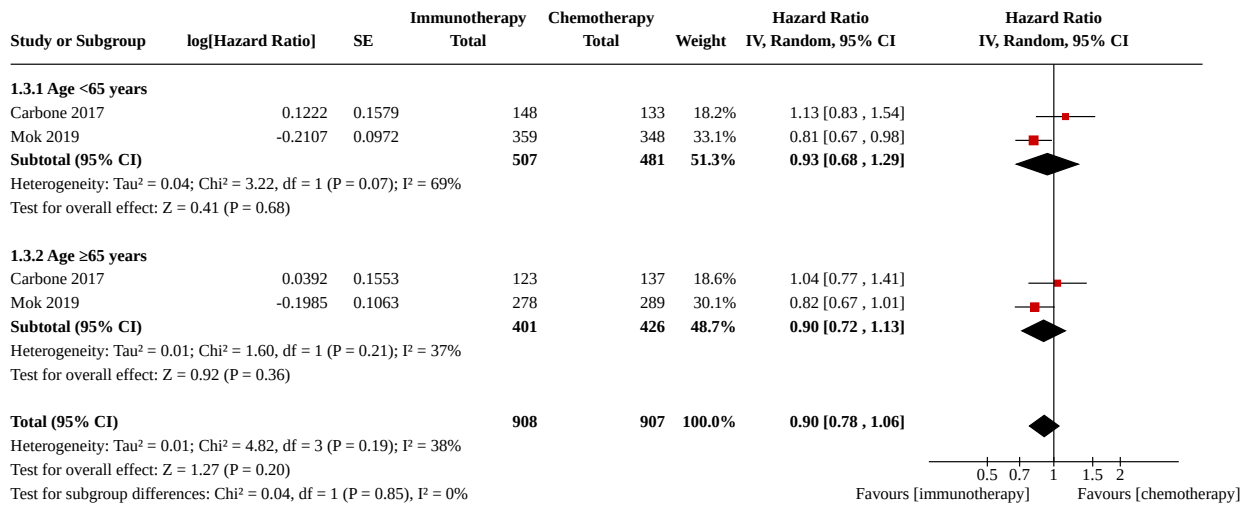 Immunotherapy Chemotherapy Hazard Ratio Hazard Ratio
Study or Subgroup log[Hazard Ratio] SE Total Total Weight IV, Random, 95% CI IV, Random, 95% CI
1.3.1 Age <65 years
Carbone 2017 0.1222 0.1579 148 133 18.2% 1.13 [0.83 , 1.54]
Mok 2019 -0.2107 0.0972 359 348 33.1% 0.81 [0.67 , 0.98]
Subtotal (95% CI) 507 481 51.3% 0.93 [0.68 , 1.29]
Heterogeneity: Tau² = 0.04; Chi² = 3.22, df = 1 (P = 0.07); I² = 69%
Test for overall effect: Z = 0.41 (P = 0.68)
1.3.2 Age ≥65 years
Carbone 2017 0.0392 0.1553 123 137 18.6% 1.04 [0.77 , 1.41]
Mok 2019 -0.1985 0.1063 278 289 30.1% 0.82 [0.67 , 1.01]
Subtotal (95% CI) 401 426 48.7% 0.90 [0.72 , 1.13]
Heterogeneity: Tau² = 0.01; Chi² = 1.60, df = 1 (P = 0.21); I² = 37%
Test for overall effect: Z = 0.92 (P = 0.36)
Total (95% CI) 908 907 100.0% 0.90 [0.78 , 1.06]
Heterogeneity: Tau² = 0.01; Chi² = 4.82, df = 3 (P = 0.19); I² = 38%
Test for overall effect: Z = 1.27 (P = 0.20)
0.5 0.7 1 1.5 2
Test for subgroup differences: Chi² = 0.04, df = 1 (P = 0.85), I² = 0%
Favours [immunotherapy] Favours [chemotherapy]